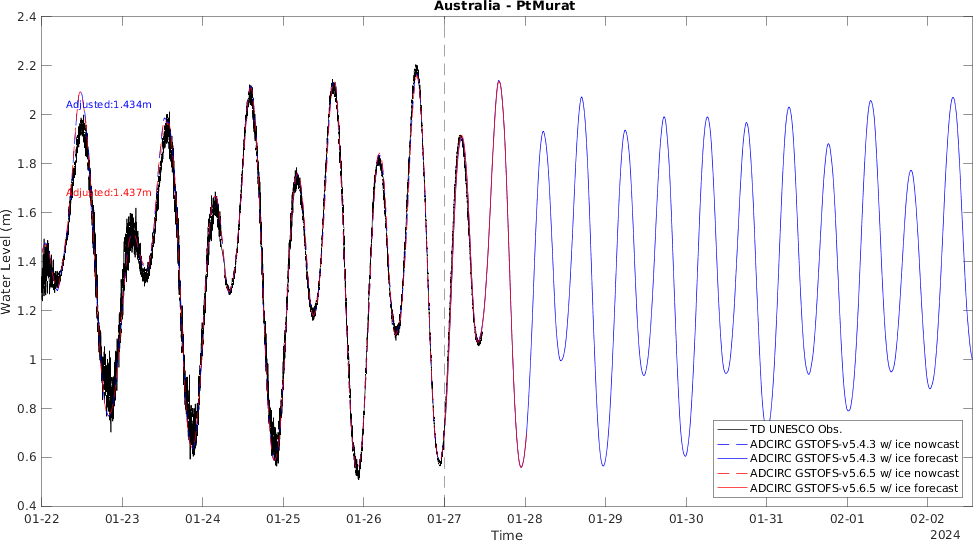 Australia - PtMurat
2.4
2.2
2
1.8
1.6
1.4
1.2
1
0.8
0.6
0.4
Water Level (m)
Adjusted:1.434m
Adjusted:1.437m
TD UNESCO Obs.
ADCIRC GSTOFS-v5.4.3 w/ ice nowcast
ADCIRC GSTOFS-v5.4.3 w/ ice forecast
ADCIRC GSTOFS-v5.6.5 w/ ice nowcast
ADCIRC GSTOFS-v5.6.5 w/ ice forecast
01-22 01-23 01-24 01-25 01-26 01-27 01-28 01-29 01-30 01-31 02-01 02-02
Time
2024